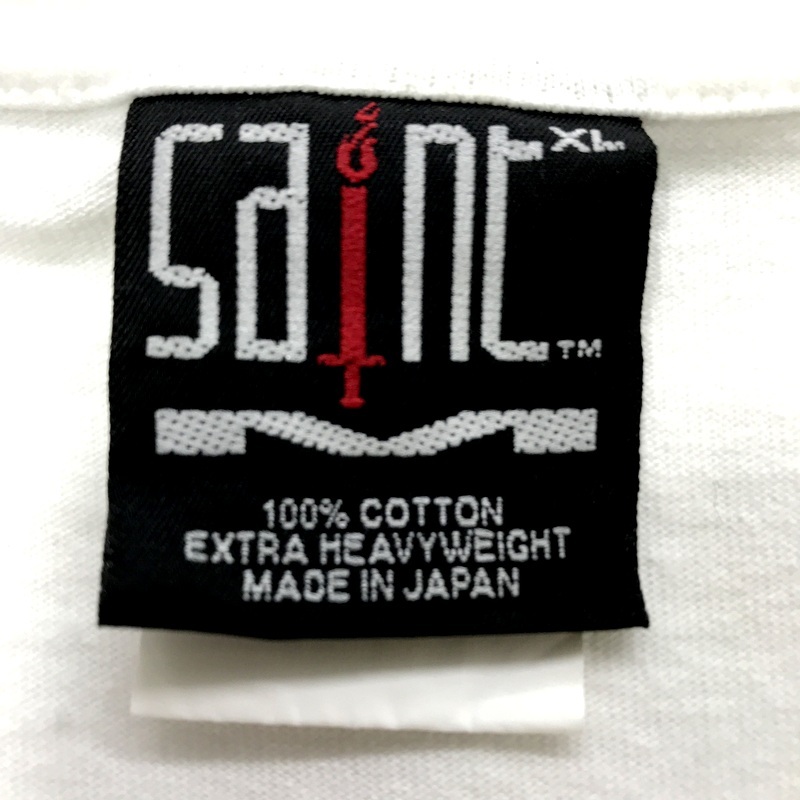 saint XL
TM
100% COTTON
EXTRA HEAVYWEIGHT
MADE IN JAPAN